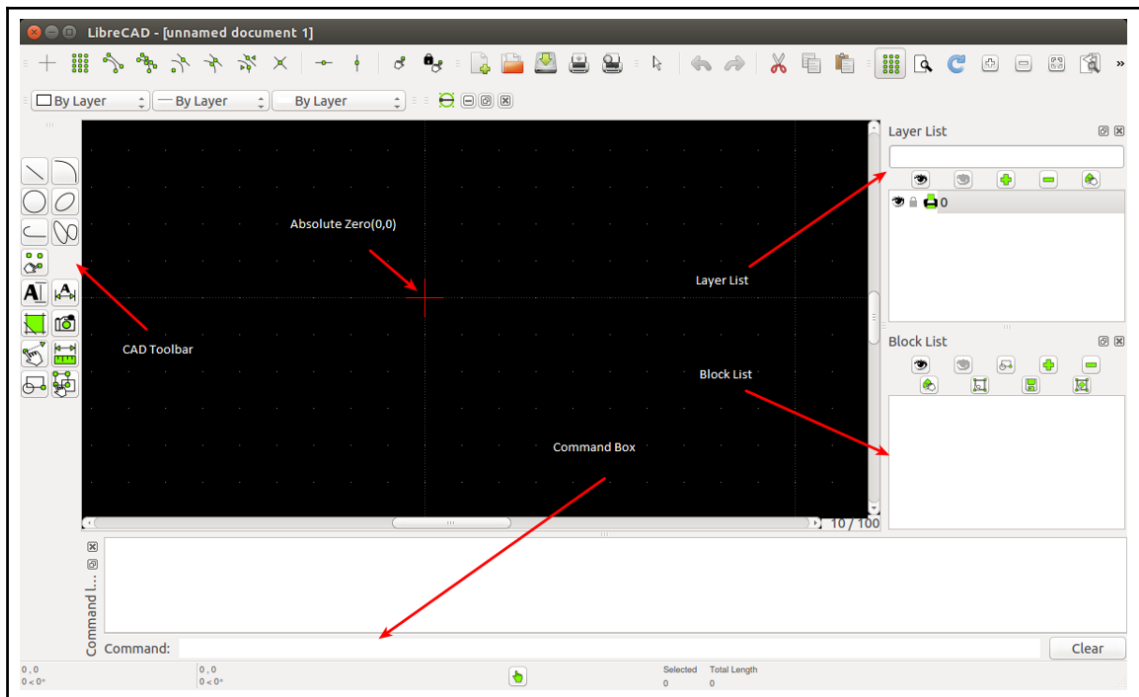 LibreCAD - [unnamed document 1]
»
By Layer
By Layer
By Layer
Layer List
0
Absolute Zero(0,0)
Layer List
CAD Toolbar
Block List
Block List
Command Box
10 / 100
Command L...
Command:
Clear
0 , 0
0 < 0°
0 , 0
0 < 0°
Selected
0
Total Length
0